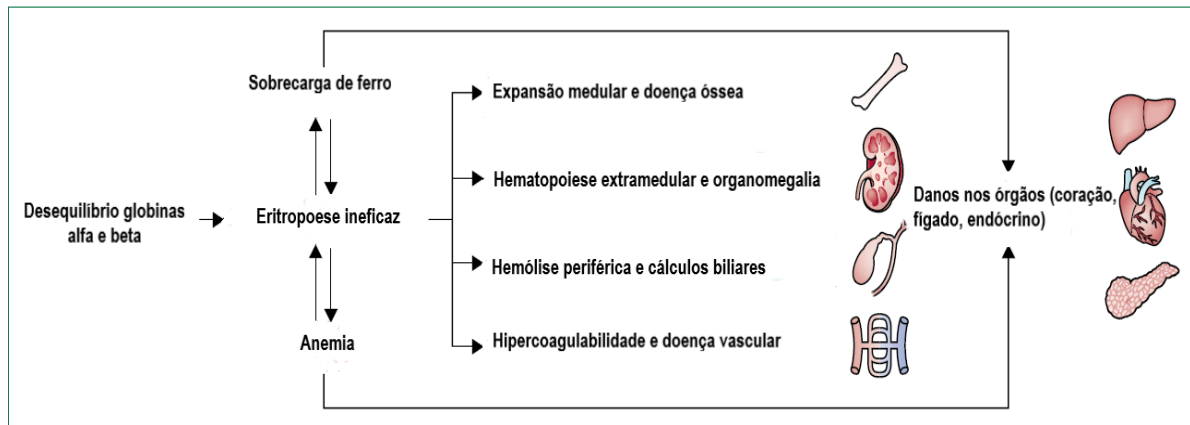 Sobrecarga de ferro
Expansão medular e doença óssea
Hematopoiese extramedular e organomegalia
Desequilíbrio globinas
alfa e beta
Eritropoese ineficaz
Danos nos órgãos (coração,
fígado, endócrino)
Hemólise periférica e cálculos biliares
Anemia
Hipercoagulabilidade e doença vascular